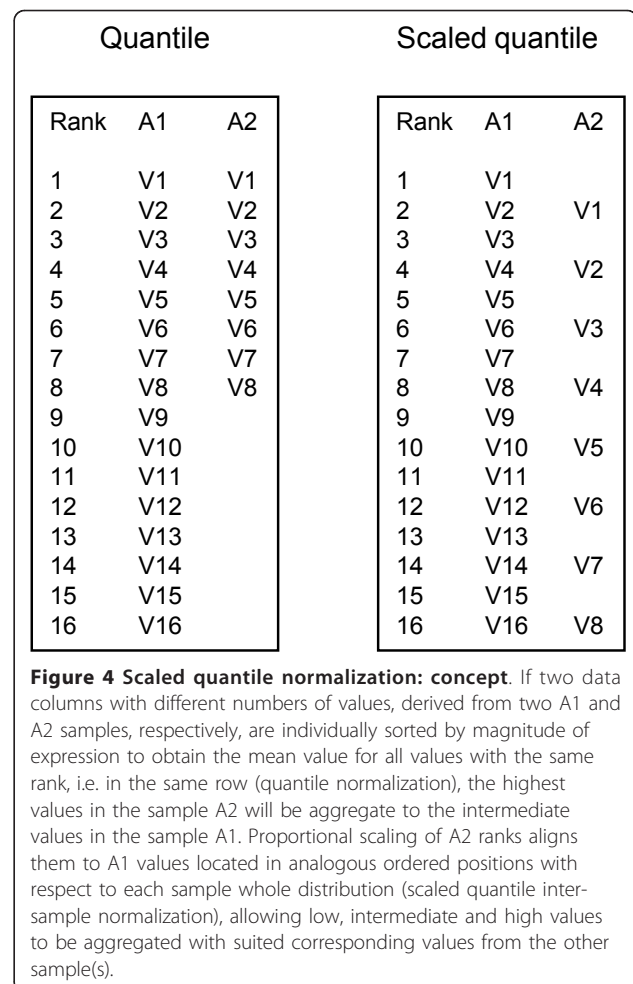 Quantile Scaled quantile
Rank A1 A2 Rank A1 A2
1 V1 V1 1 V1
2 V2 V2 2 V2 V1
3 V3 V3 3 V3
4 V4 V4 4 V4 V2
5 V5 V5 5 V5
6 V6 V6 6 V6 V3
7 V7 V7 7 V7
8 V8 V8 8 V8 V4
9 V9 9 V9
10 V10 10 V10 V5
11 V11 11 V11
12 V12 12 V12 V6
13 V13 13 V13
14 V14 14 V14 V7
15 V15 15 V15
16 V16 16 V16 V8
Figure 4 Scaled quantile normalization: concept. If two data
columns with different numbers of values, derived from two A1 and
A2 samples, respectively, are individually sorted by magnitude of
expression to obtain the mean value for all values with the same
rank, i.e. in the same row (quantile normalization), the highest
values in the sample A2 will be aggregate to the intermediate
values in the sample A1. Proportional scaling of A2 ranks aligns
them to A1 values located in analogous ordered positions with
respect to each sample whole distribution (scaled quantile inter-
sample normalization), allowing low, intermediate and high values
to be aggregated with suited corresponding values from the other
sample(s).